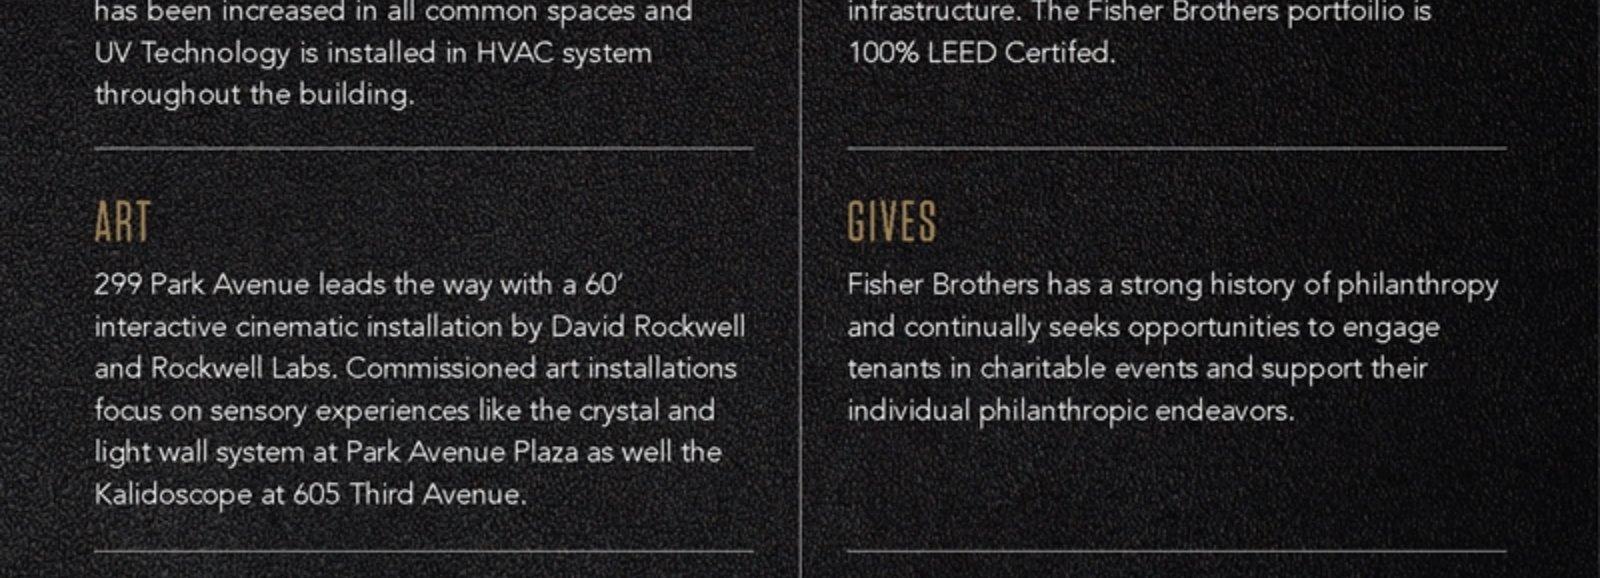 has been increased in all common spaces and
UV Technology is installed in HVAC system
throughout the building.
ART
299 Park Avenue leads the way with a 60’
interactive cinematic installation by David Rockwell
and Rockwell Labs. Commissioned art installations
focus on sensory experiences like the crystal and
light wall system at Park Avenue Plaza as well the
Kalidoscope at 605 Third Avenue.
infrastructure. The Fisher Brothers portfoilio is
100% LEED Certifed.
GIVES
Fisher Brothers has a strong history of philanthropy
and continually seeks opportunities to engage
tenants in charitable events and support their
individual philanthropic endeavors.